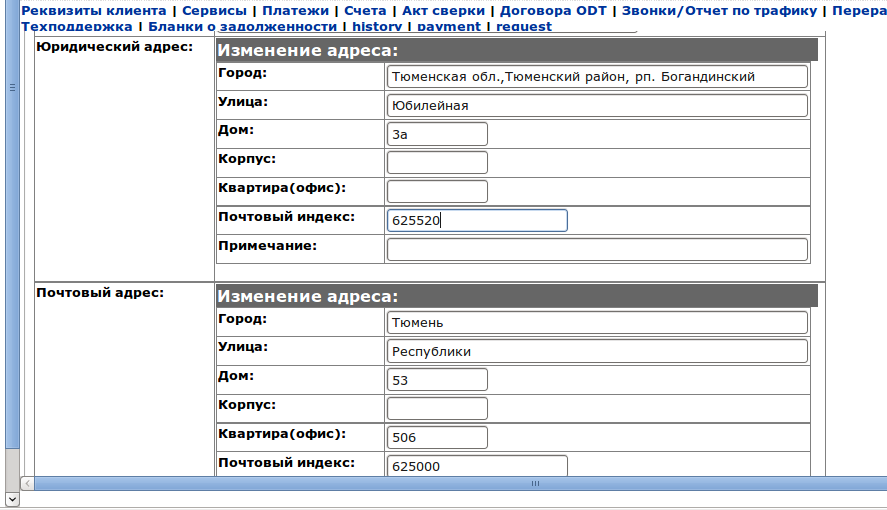 Реквизиты клиента | Сервисы | Платежи | Счета | Акт сверки | Договора ODT | Звонки/Отчет по трафику | Перера
Техподдержка | Бланки о задолженности | history | payment | request
Юридический адрес:
Изменение адреса:
Город: Тюменская обл.,Тюменский район, рп. Богандинский
Улица: Юбилейная
Дом: 3а
Корпус:
Квартира(офис):
Почтовый индекс: 625520
Примечание:
Почтовый адрес:
Изменение адреса:
Город: Тюмень
Улица: Республики
Дом: 53
Корпус:
Квартира(офис): 506
Почтовый индекс: 625000